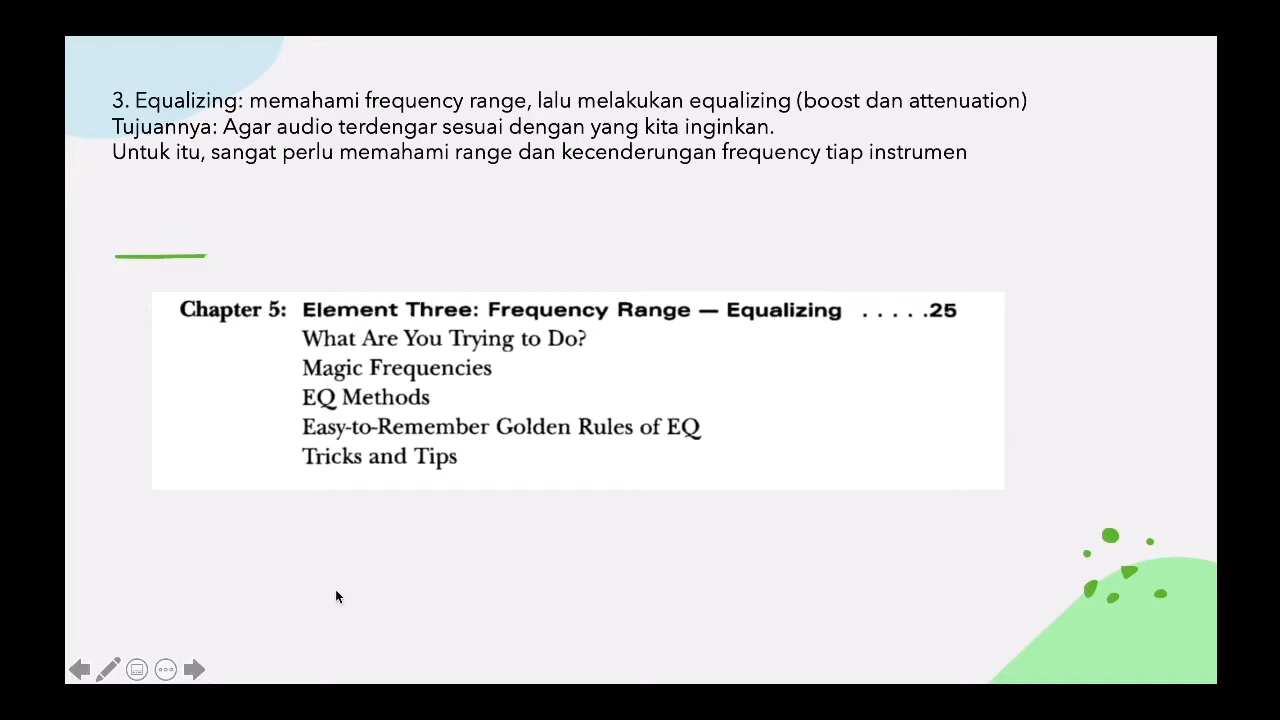 3. Equalizing: memahami frequency range, lalu melakukan equalizing (boost dan attenuation)
Tujuannya: Agar audio terdengar sesuai dengan yang kita inginkan.
Untuk itu, sangat perlu memahami range dan kecenderungan frequency tiap instrumen
Chapter 5: Element Three: Frequency Range — Equalizing . . . . .25
What Are You Trying to Do?
Magic Frequencies
EQ Methods
Easy-to-Remember Golden Rules of EQ
Tricks and Tips